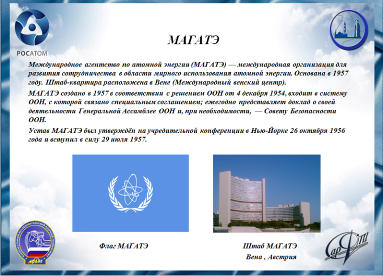 РОСАТОМ
МАГАТЭ
Международное агентство по атомной энергии (МАГАТЭ) — международная организация для
развития сотрудничества в области мирного использования атомной энергии. Основана в 1957
году. Штаб-квартира расположена в Вене (Международный венский центр).
МАГАТЭ создано в 1957 в соответствии с решением ООН от 4 декабря 1954, входит в систему
ООН, с которой связано специальным соглашением; ежегодно представляет доклад о своей
деятельности Генеральной Ассамблее ООН и, при необходимости, — Совету Безопасности
ООН.
Устав МАГАТЭ был утверждён на учредительной конференции в Нью-Йорке 26 октября 1956
года и вступил в силу 29 июля 1957.
Флаг МАГАТЭ
Штаб МАГАТЭ
Вена , Австрия